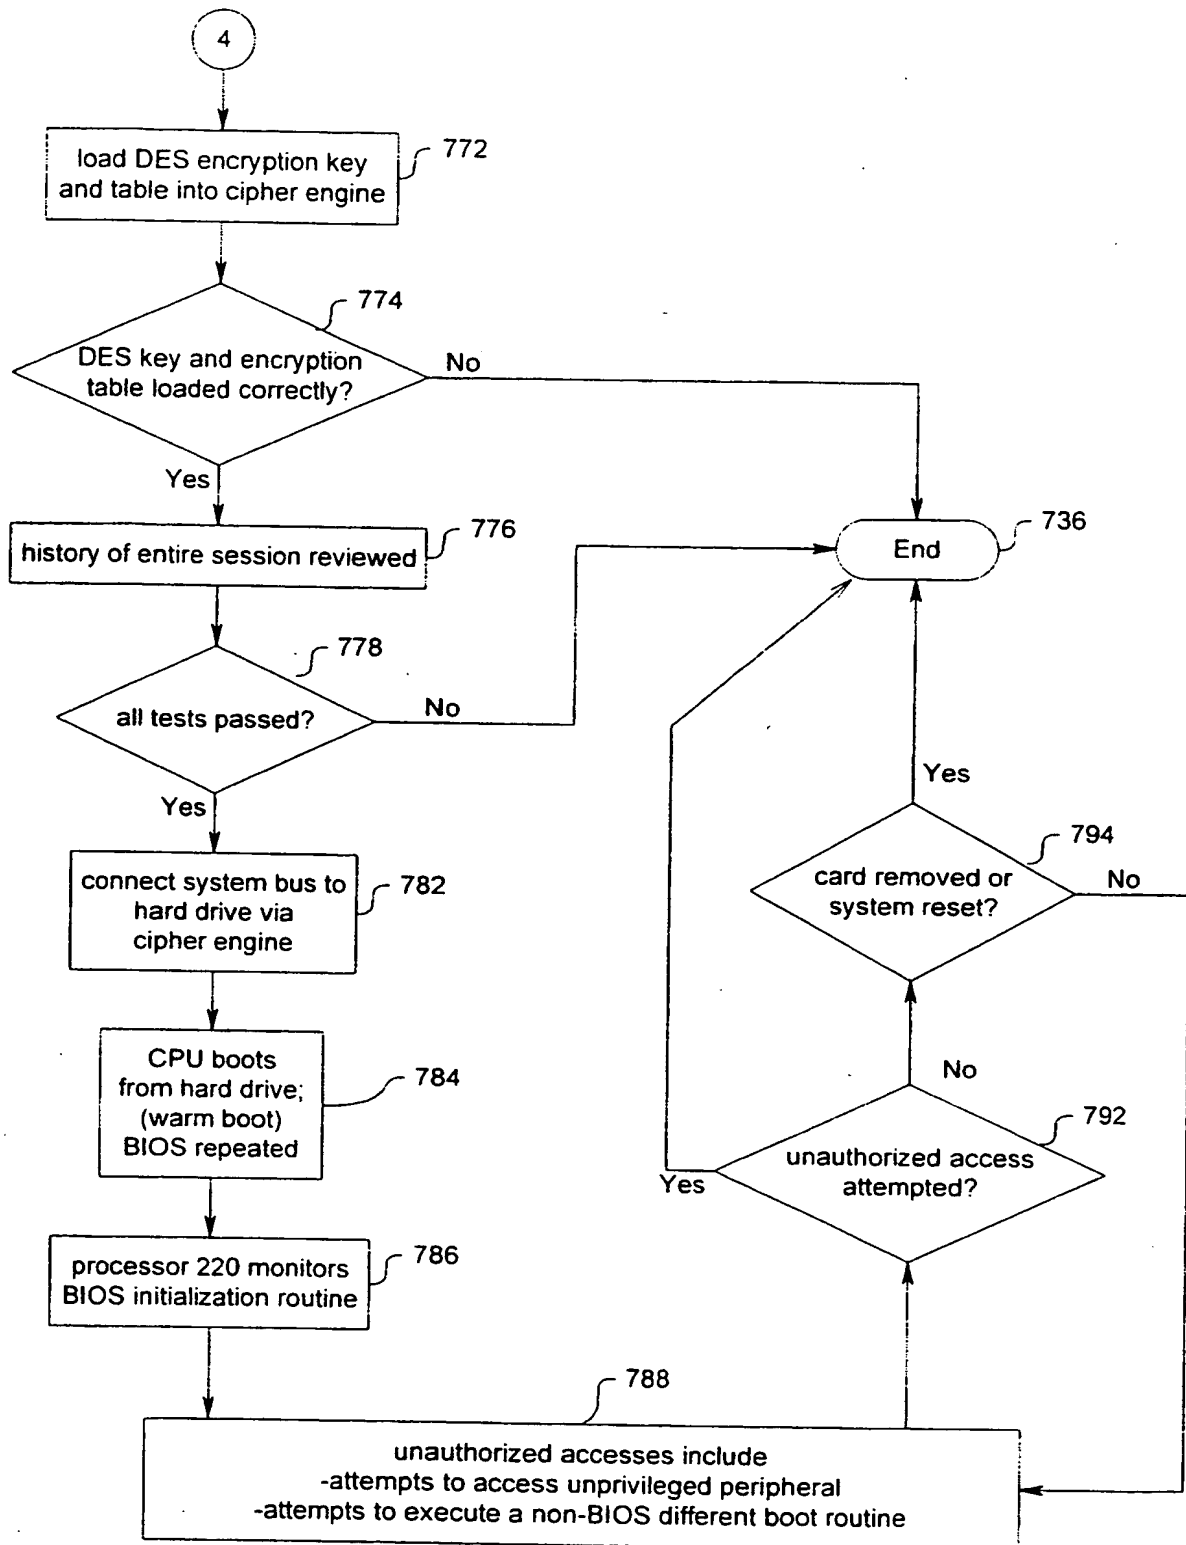 4
load DES encryption key
and table into cipher engine
772
774
DES key and encryption
table loaded correctly?
No
Yes
776
history of entire session reviewed
736
End
778
all tests passed?
No
Yes
Yes
794
card removed or
system reset?
No
connect system bus to
hard drive via
cipher engine
782
CPU boots
from hard drive;
(warm boot)
BIOS repeated
784
No
792
unauthorized access
attempted?
Yes
processor 220 monitors
BIOS initialization routine
786
788
unauthorized accesses include
-attempts to access unprivileged peripheral
-attempts to execute a non-BIOS different boot routine